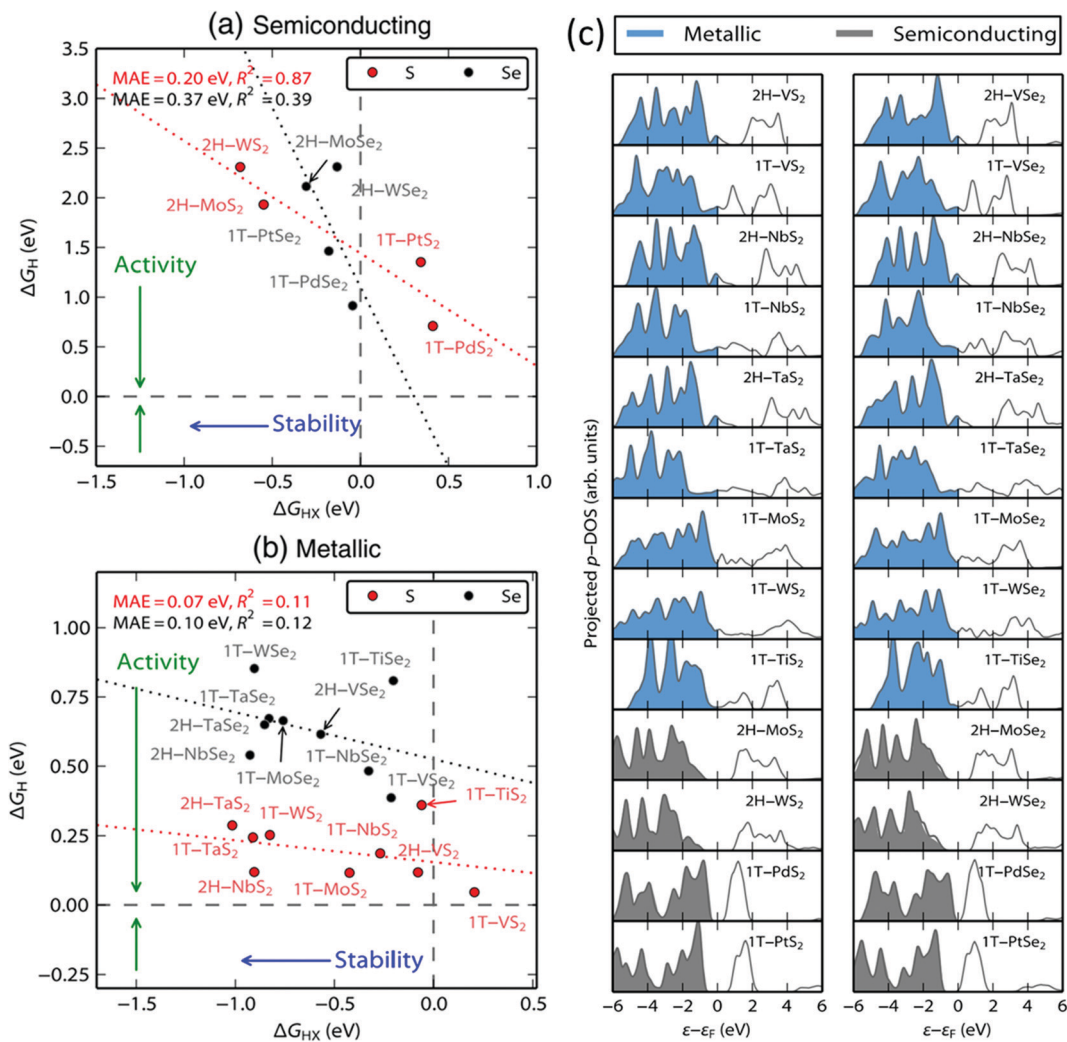 (a) Semiconducting
3.5
3.0
2.5
2.0
1.5
1.0
0.5
0.0
−0.5
ΔG_H (eV)
MAE = 0.20 eV, R² = 0.87
MAE = 0.37 eV, R² = 0.39
S Se
2H−WS₂
2H−MoSe₂
2H−MoS₂
2H−WSe₂
1T−PtSe₂
1T−PtS₂
1T−PdSe₂
1T−PdS₂
Activity
Stability
−1.5 −1.0 −0.5 0.0 0.5 1.0
ΔG_HX (eV)
(b) Metallic
1.00
0.75
0.50
0.25
0.00
−0.25
ΔG_H (eV)
MAE = 0.07 eV, R² = 0.11
MAE = 0.10 eV, R² = 0.12
S Se
1T−WSe₂
1T−TiSe₂
1T−TaSe₂
2H−VSe₂
2H−TaSe₂
2H−NbSe₂
1T−MoSe₂
1T−NbSe₂
1T−VSe₂
1T−TiS₂
2H−TaS₂
1T−WS₂
1T−NbS₂
1T−TaS₂
2H−VS₂
2H−NbS₂
1T−MoS₂
1T−VS₂
Activity
Stability
−1.5 −1.0 −0.5 0.0 0.5
ΔG_HX (eV)
(c)
Metallic Semiconducting
Projected p−DOS (arb. units)
2H−VS₂
1T−VS₂
2H−NbS₂
1T−NbS₂
2H−TaS₂
1T−TaS₂
1T−MoS₂
1T−WS₂
1T−TiS₂
2H−MoS₂
2H−WS₂
1T−PdS₂
1T−PtS₂
−6 −4 −2 0 2 4 6
ε−ε_F (eV)
2H−VSe₂
1T−VSe₂
2H−NbSe₂
1T−NbSe₂
2H−TaSe₂
1T−TaSe₂
1T−MoSe₂
1T−WSe₂
1T−TiSe₂
2H−MoSe₂
2H−WSe₂
1T−PdSe₂
1T−PtSe₂
−6 −4 −2 0 2 4 6
ε−ε_F (eV)